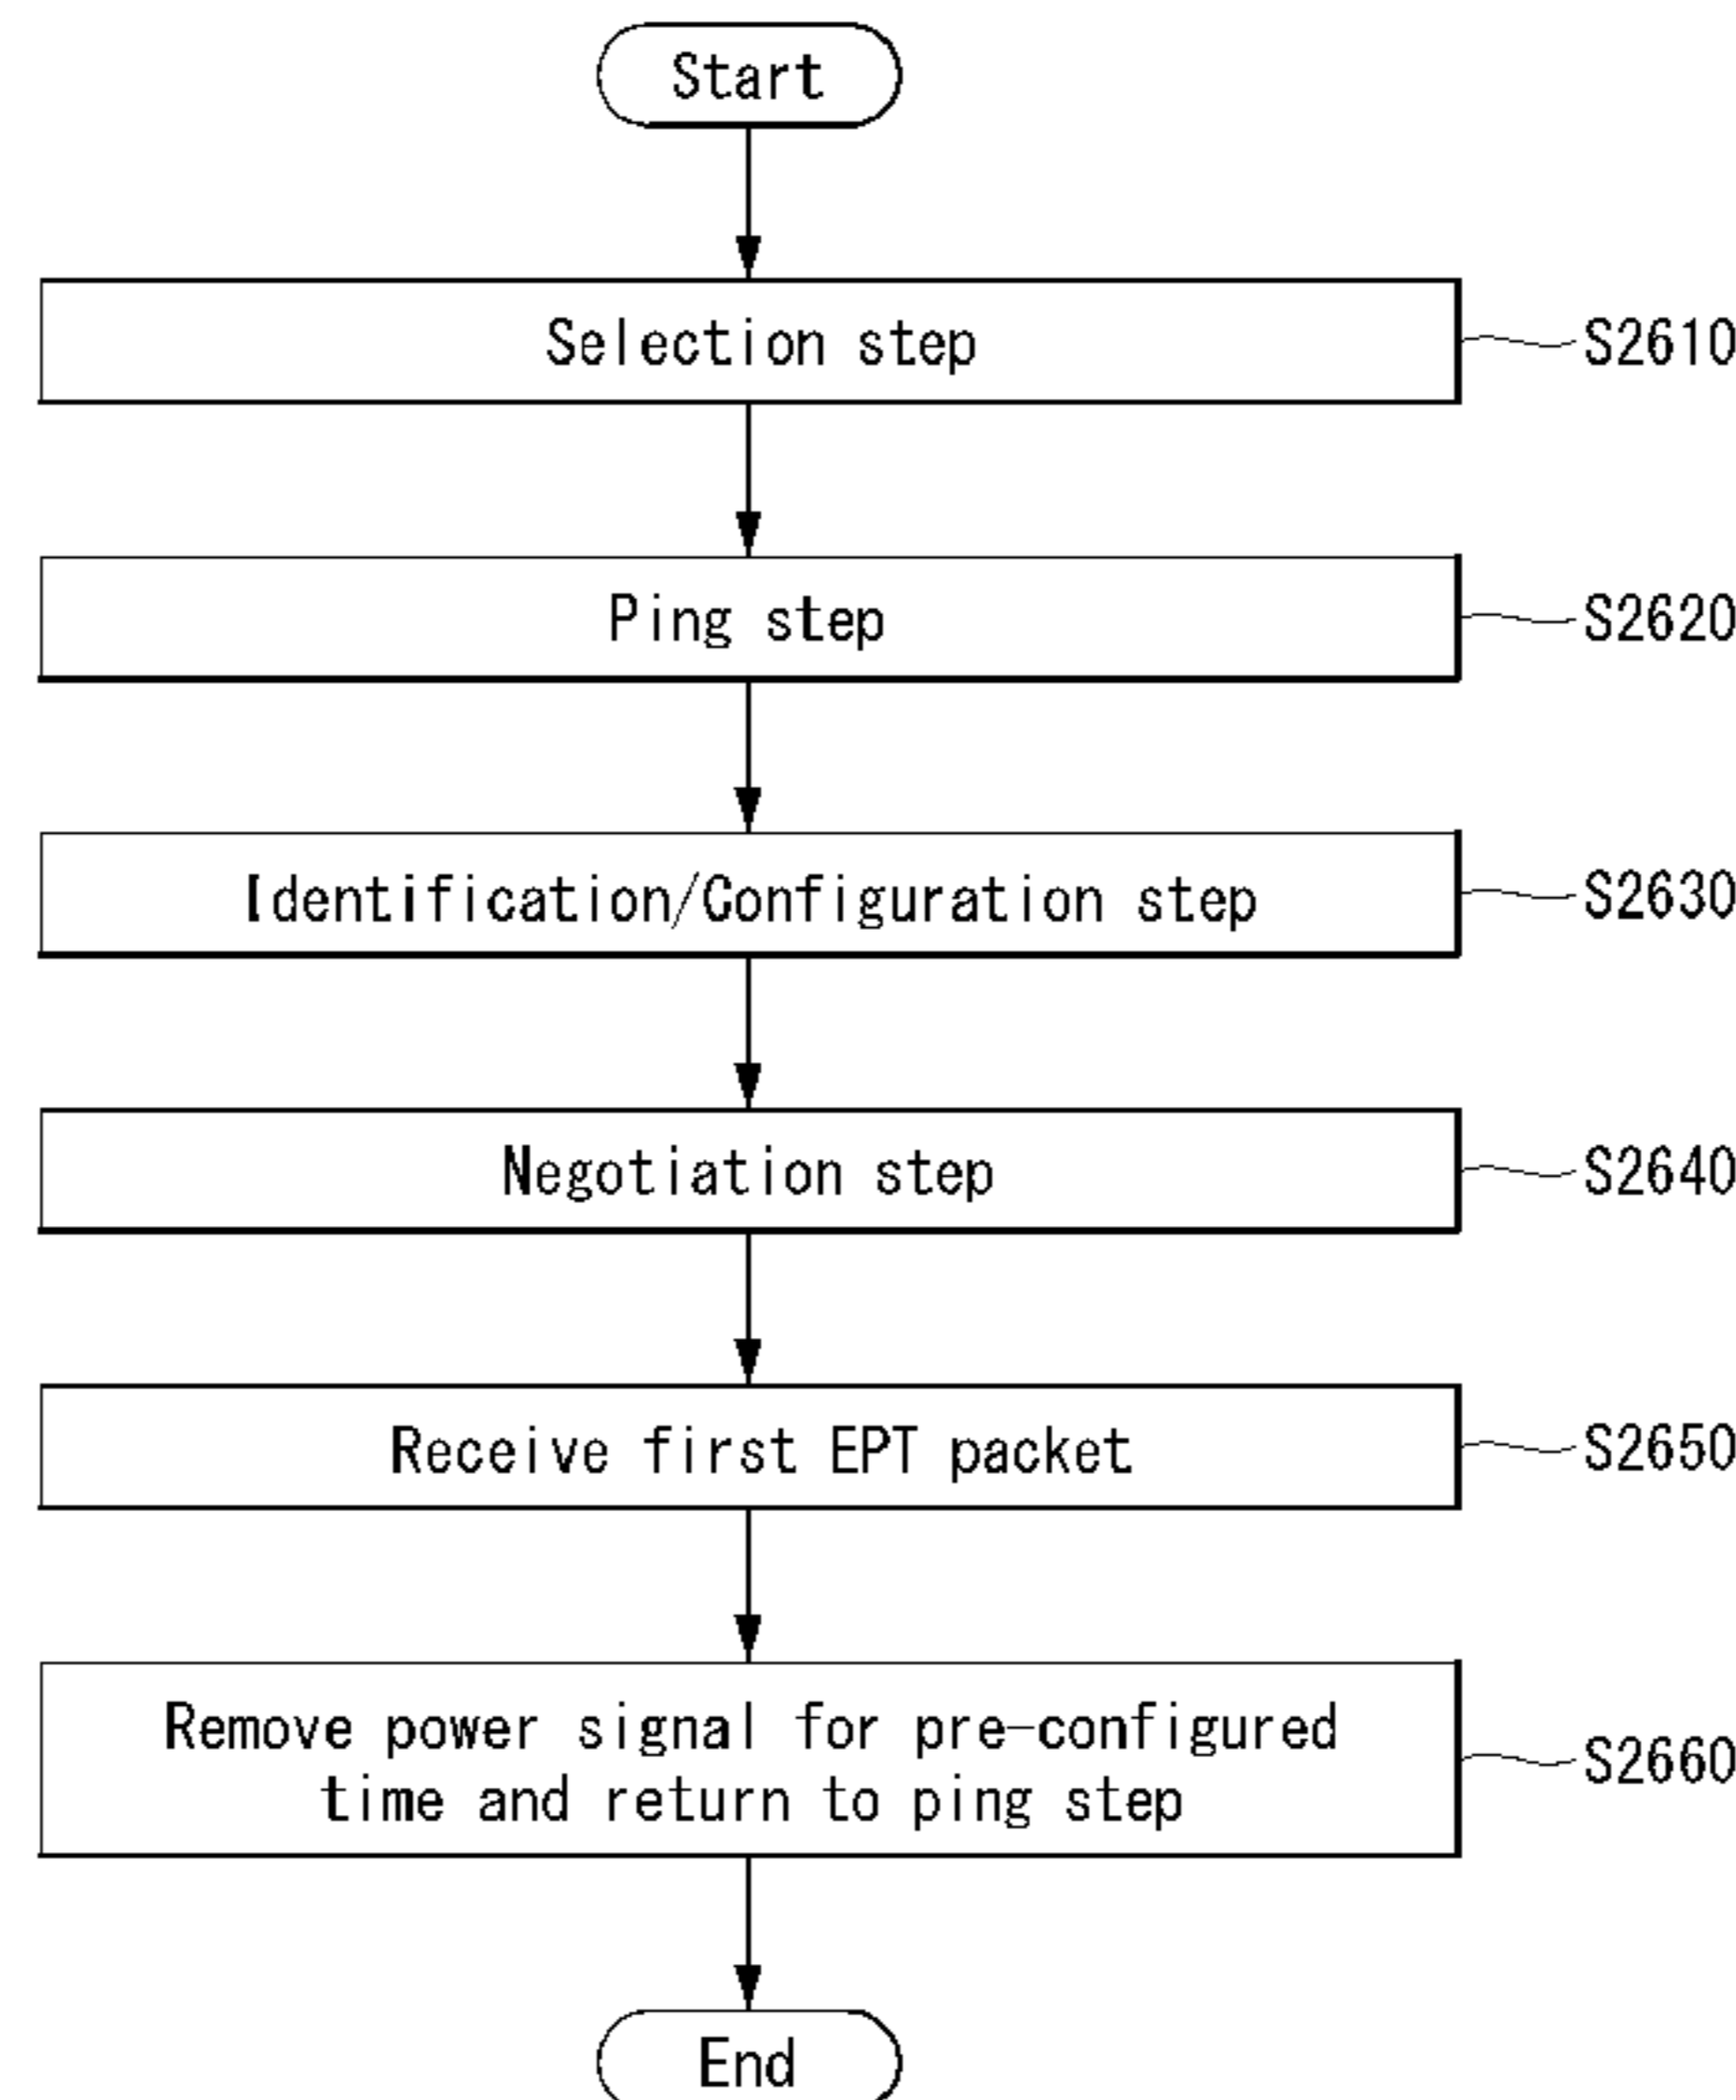 Start
Selection step
S2610
Ping step
S2620
Identification/Configuration step
S2630
Negotiation step
S2640
Receive first EPT packet
S2650
Remove power signal for pre-configured
time and return to ping step
S2660
End